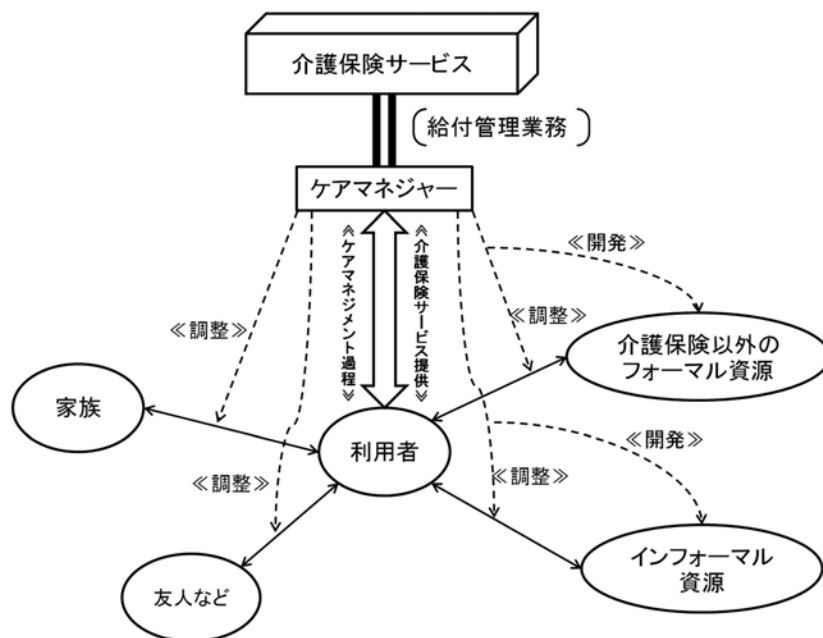 介護保険サービス
給付管理業務
ケアマネジャー
≪ケアマネジメント過程≫
≪介護保険サービス提供≫
≪開発≫
≪調整≫
≪調整≫
介護保険以外の
フォーマル資源
家族
利用者
≪開発≫
≪調整≫
≪調整≫
インフォーマル
資源
友人など